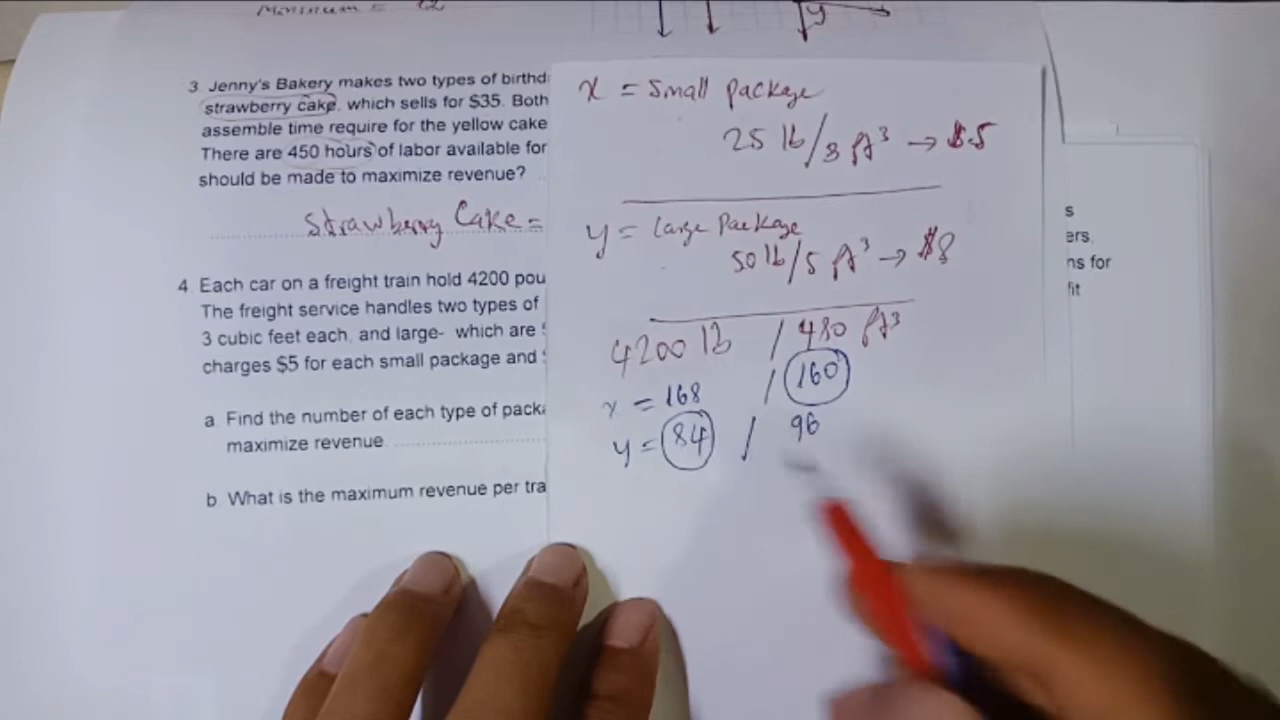 3. Jenny's Bakery makes two types of birthd
strawberry cake, which sells for $35. Both
assemble time require for the yellow cake
There are 450 hours of labor available for
should be made to maximize revenue?
Strawberry Cake =
4. Each car on a freight train hold 4200 pou
The freight service handles two types of
3 cubic feet each, and large- which are
charges $5 for each small package and
a. Find the number of each type of packa
maximize revenue.
b. What is the maximum revenue per tra
x = Small package
25 lb/3 ft³ → $5
y = Large Package
50 lb/5 ft³ → $8
4200 lb / 480 ft³
x = 168 / 160
y = 84 / 96
y
s
ers,
ns for
fit